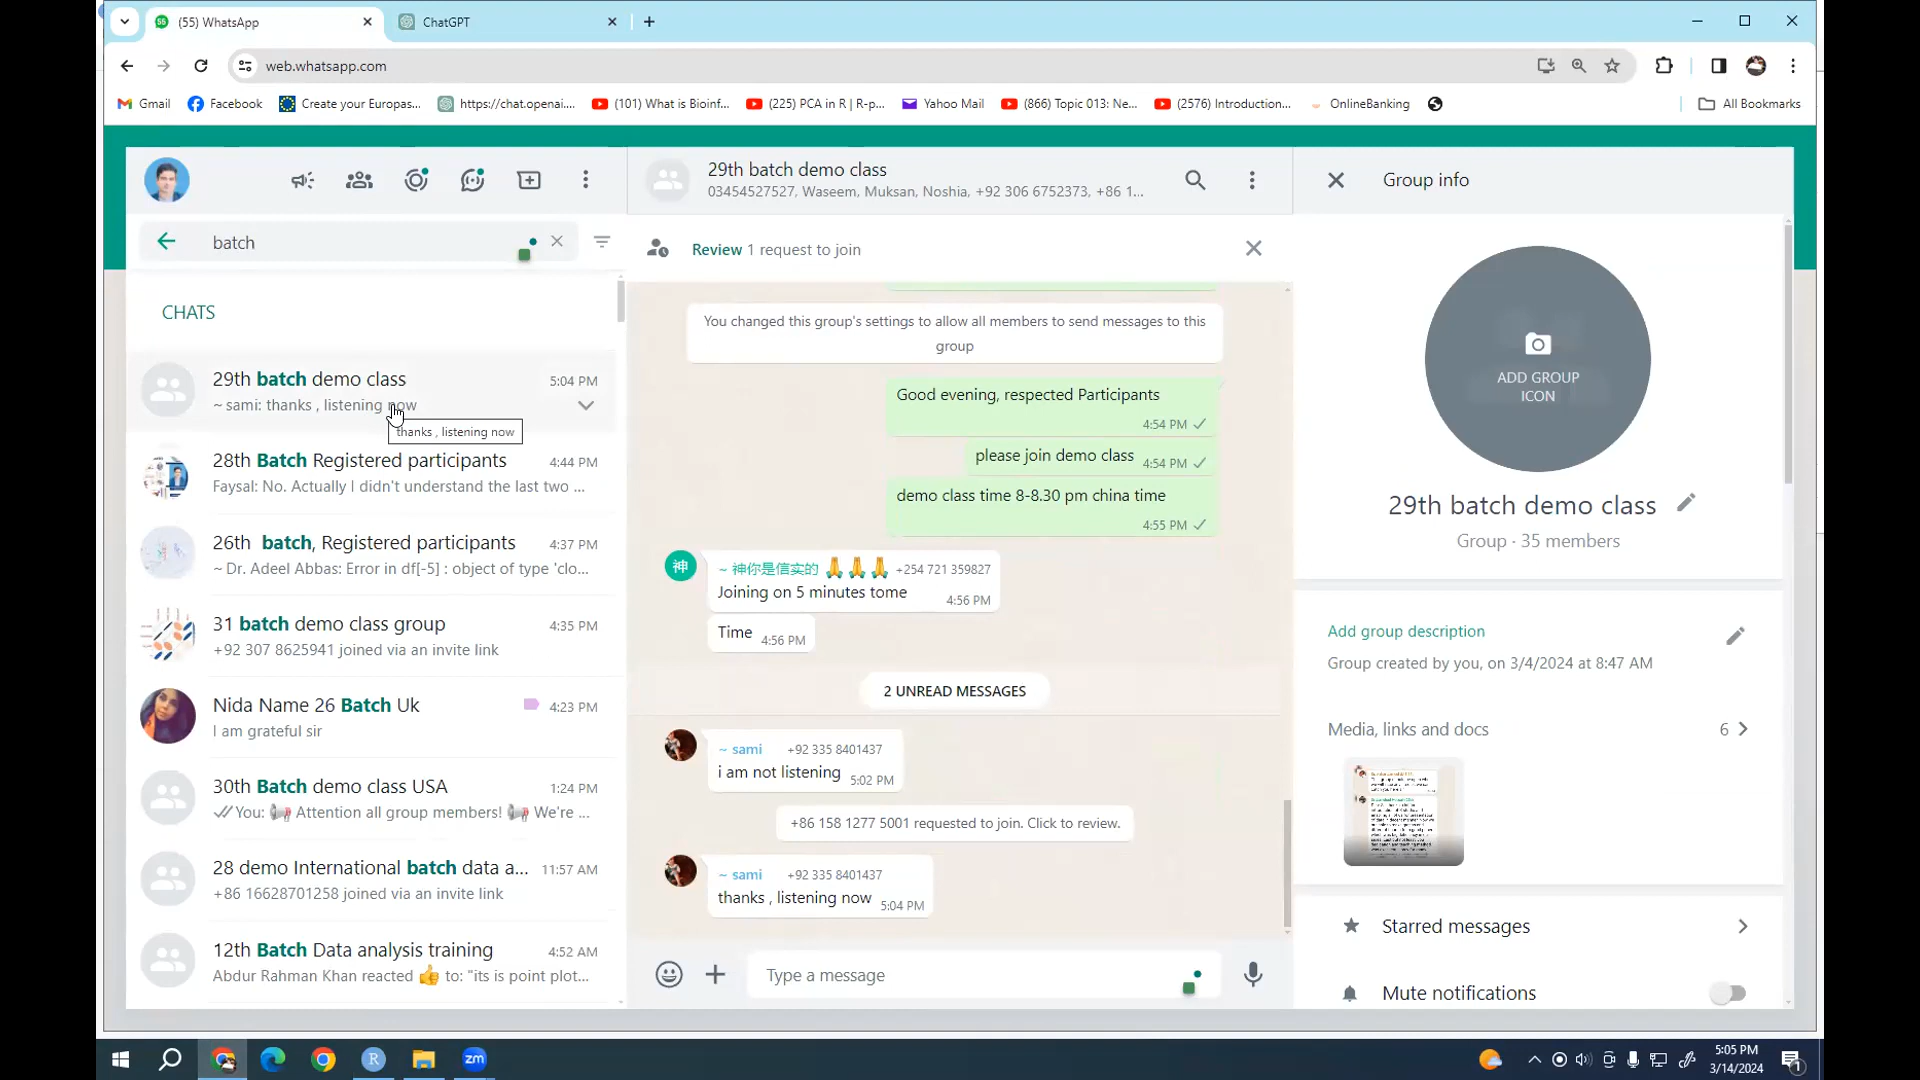 (55) WhatsApp
ChatGPT
web.whatsapp.com
Gmail
Facebook
Create your Europas...
https://chat.openai....
(101) What is Bioinf...
(225) PCA in R | R-p...
Yahoo Mail
(866) Topic 013: Ne...
(2576) Introduction...
OnlineBanking
All Bookmarks
batch
CHATS
29th batch demo class
5:04 PM
~ sami: thanks , listening now
thanks , listening now
28th Batch Registered participants
4:44 PM
Faysal: No. Actually I didn't understand the last two ...
26th batch, Registered participants
4:37 PM
~ Dr. Adeel Abbas: Error in df[-5] : object of type 'clo...
31 batch demo class group
4:35 PM
+92 307 8625941 joined via an invite link
Nida Name 26 Batch Uk
4:23 PM
I am grateful sir
30th Batch demo class USA
1:24 PM
You: 📢 Attention all group members! 📢 We're ...
28 demo International batch data a...
11:57 AM
+86 16628701258 joined via an invite link
12th Batch Data analysis training
4:52 AM
Abdur Rahman Khan reacted 👍 to: "its is point plot...
29th batch demo class
03454527527, Waseem, Muksan, Noshia, +92 306 6752373, +86 1...
Review 1 request to join
You changed this group's settings to allow all members to send messages to this
group
Good evening, respected Participants
4:54 PM
please join demo class
4:54 PM
demo class time 8-8.30 pm china time
4:55 PM
神
~ 神你是信实的 🙏🙏🙏 +254 721 359827
Joining on 5 minutes tome
4:56 PM
Time
4:56 PM
2 UNREAD MESSAGES
~ sami +92 335 8401437
i am not listening
5:02 PM
+86 158 1277 5001 requested to join. Click to review.
~ sami +92 335 8401437
thanks , listening now
5:04 PM
Type a message
Group info
ADD GROUP
ICON
29th batch demo class
Group · 35 members
Add group description
Group created by you, on 3/4/2024 at 8:47 AM
Media, links and docs
6
Starred messages
Mute notifications
R
zm
5:05 PM
3/14/2024
1